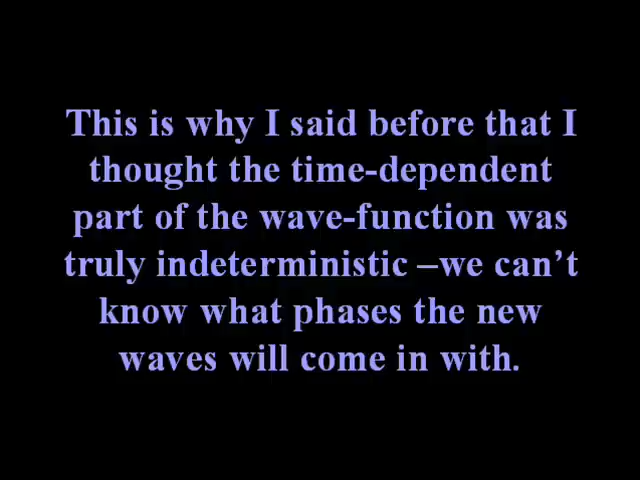 This is why I said before that I
thought the time-dependent
part of the wave-function was
truly indeterministic –we can’t
know what phases the new
waves will come in with.